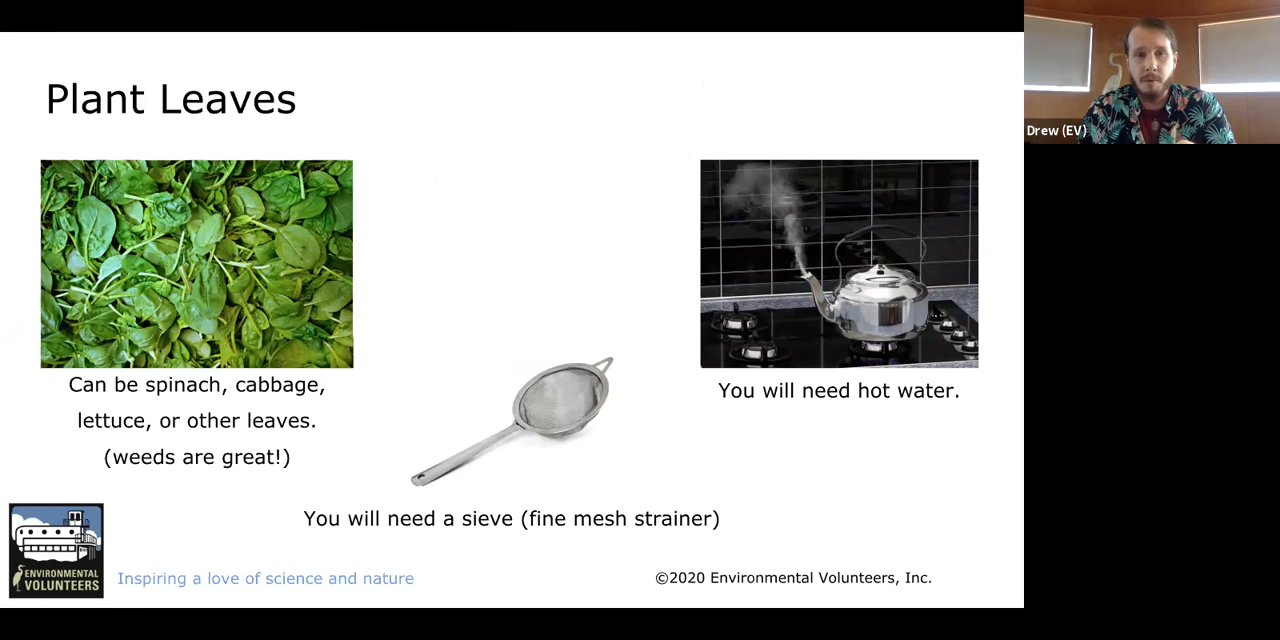 Plant Leaves
Drew (EV)
Can be spinach, cabbage,
lettuce, or other leaves.
(weeds are great!)
You will need hot water.
You will need a sieve (fine mesh strainer)
ENVIRONMENTAL
VOLUNTEERS
Inspiring a love of science and nature
©2020 Environmental Volunteers, Inc.